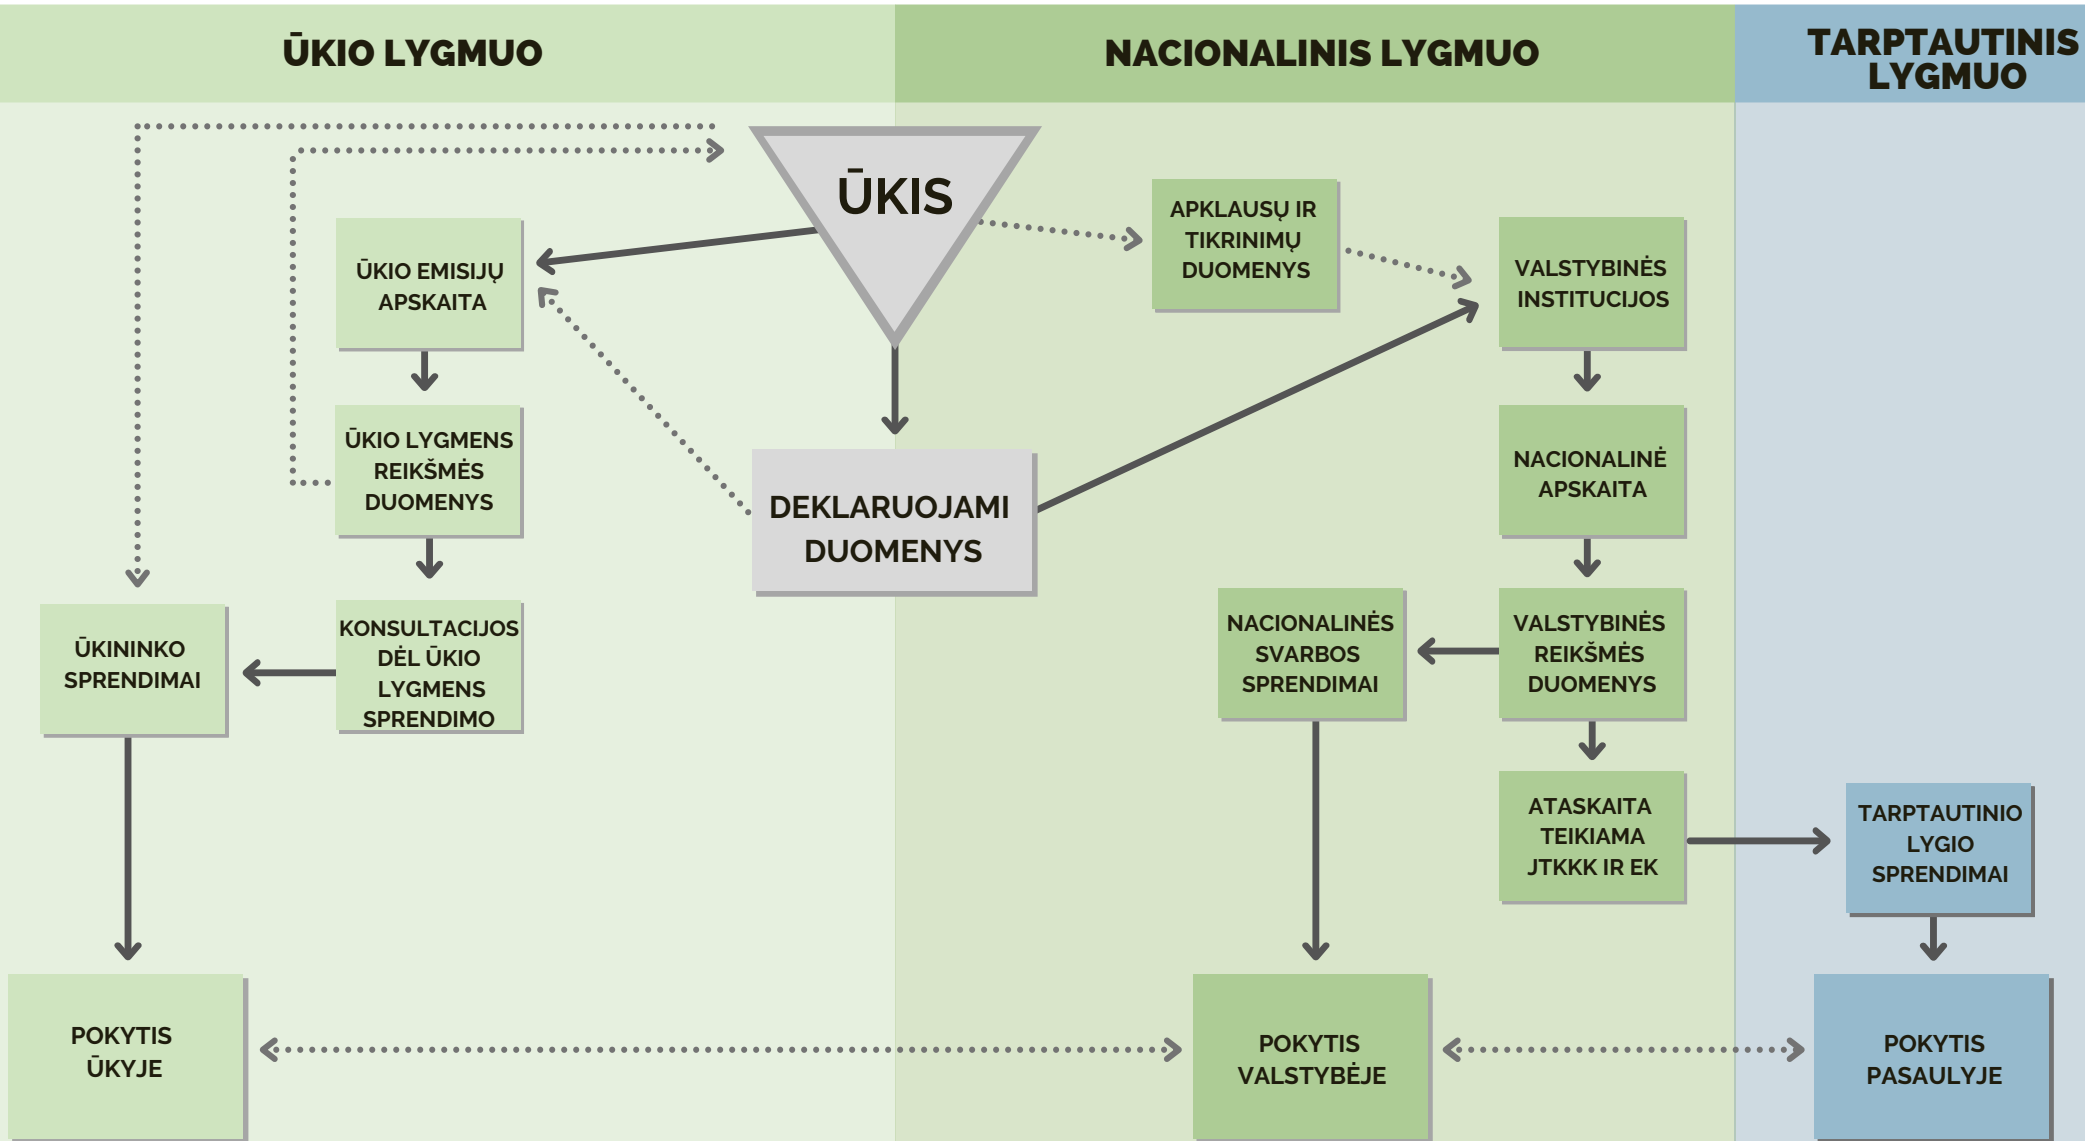 ŪKIO LYGMUO
NACIONALINIS LYGMUO
TARPTAUTINIS
LYGMUO
ŪKIS
ŪKIO EMISIJŲ
APSKAITA
APKLAUSŲ IR
TIKRINIMŲ
DUOMENYS
VALSTYBINĖS
INSTITUCIJOS
ŪKIO LYGMENS
REIKŠMĖS
DUOMENYS
DEKLARUOJAMI
DUOMENYS
NACIONALINĖ
APSKAITA
ŪKININKO
SPRENDIMAI
KONSULTACIJOS
DĖL ŪKIO
LYGMENS
SPRENDIMO
NACIONALINĖS
SVARBOS
SPRENDIMAI
VALSTYBINĖS
REIKŠMĖS
DUOMENYS
ATASKAITA
TEIKIAMA
JTKKK IR EK
TARPTAUTINIO
LYGIO
SPRENDIMAI
POKYTIS
ŪKYJE
POKYTIS
VALSTYBĖJE
POKYTIS
PASAULYJE